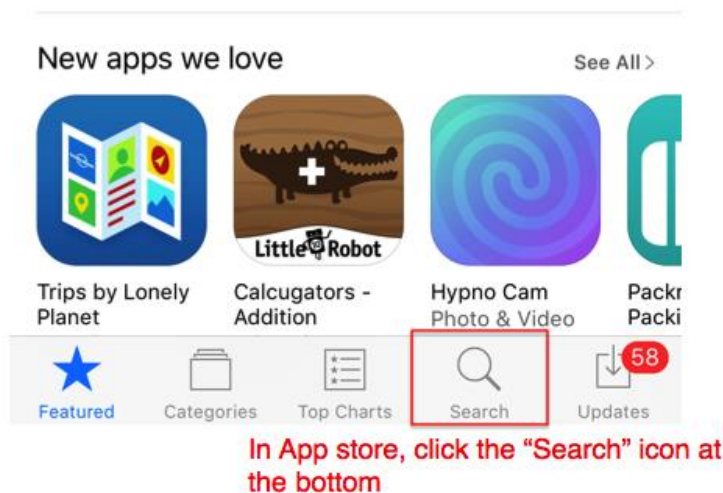 New apps we love See All >
Little Robot
Trips by Lonely Planet
Calcugators - Addition
Hypno Cam
Photo & Video
Packr
Packi
58
Featured Categories Top Charts Search Updates
In App store, click the “Search” icon at
the bottom